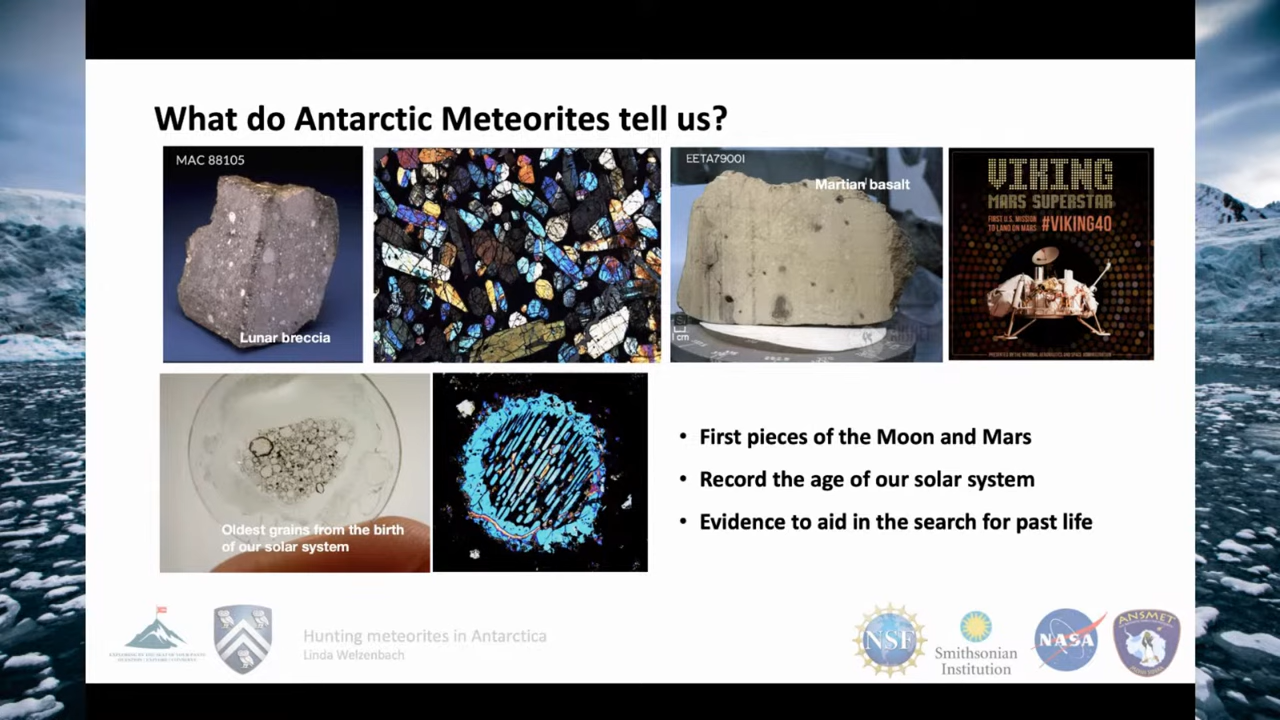 What do Antarctic Meteorites tell us?
MAC 88105
Lunar breccia
EETA79001
Martian basalt
1 cm
VIKING
MARS SUPERSTAR
FIRST U.S. MISSION
TO LAND ON MARS
#VIKING40
Oldest grains from the birth
of our solar system
• First pieces of the Moon and Mars
• Record the age of our solar system
• Evidence to aid in the search for past life
Hunting meteorites in Antarctica
Linda Welzenbach
NSF
Smithsonian
Institution
NASA
ANSMET